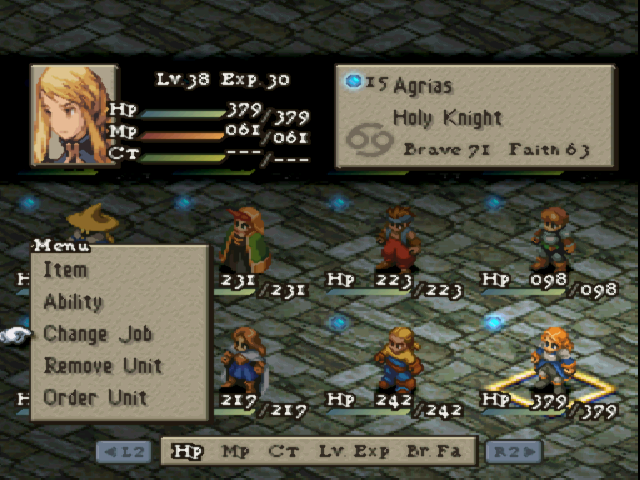 Lv.38 Exp.30
Hp 379/379
Mp 061/061
CT ---/---
15 Agrias
Holy Knight
Brave 71 Faith 63
Menu
Item
Ability
Change Job
Remove Unit
Order Unit
H 231/231
Hp 223/223
Hp 098/098
H 217/217
Hp 242/242
Hp 379/379
◀L2 Hp Mp CT Lv.Exp Br.Fa R2▶